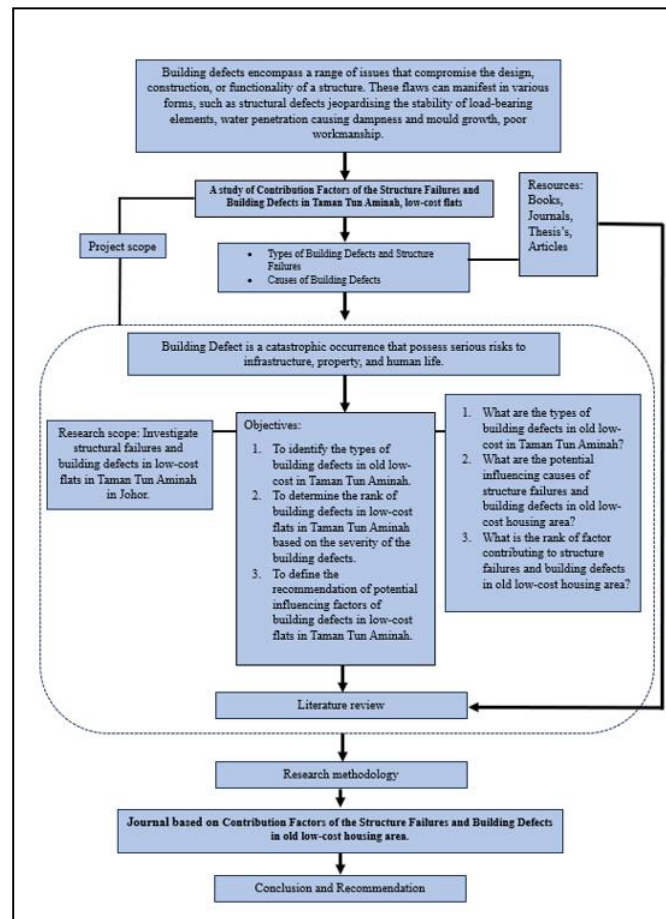 Building defects encompass a range of issues that compromise the design,
construction, or functionality of a structure. These flaws can manifest in
various forms, such as structural defects jeopardising the stability of load-bearing
elements, water penetration causing dampness and mould growth, poor
workmanship.
A study of Contribution Factors of the Structure Failures and
Building Defects in Taman Tun Aminah, low-cost flats
Resources:
Books,
Journals,
Thesis's,
Articles
Project scope
• Types of Building Defects and Structure
Failures
• Causes of Building Defects
Building Defect is a catastrophic occurrence that possess serious risks to
infrastructure, property, and human life.
Research scope: Investigate
structural failures and
building defects in low-cost
flats in Taman Tun Aminah
in Johor.
Objectives:
1. To identify the types of
building defects in old low-
cost in Taman Tun Aminah.
2. To determine the rank of
building defects in low-cost
flats in Taman Tun Aminah
based on the severity of the
building defects.
3. To define the
recommendation of potential
influencing factors of
building defects in low-cost
flats in Taman Tun Aminah.
1. What are the types of
building defects in old low-
cost in Taman Tun Aminah?
2. What are the potential
influencing causes of
structure failures and
building defects in old low-
cost housing area?
3. What is the rank of factor
contributing to structure
failures and building defects
in old low-cost housing area?
Literature review
Research methodology
Journal based on Contribution Factors of the Structure Failures and Building Defects
in old low-cost housing area.
Conclusion and Recommendation